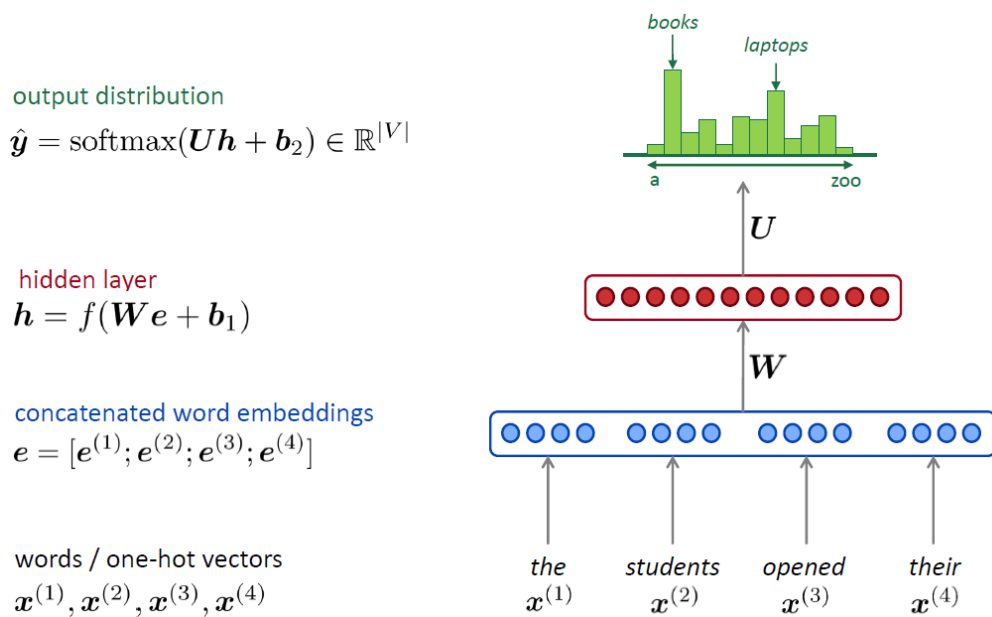 books
laptops
output distribution
ŷ = softmax(Uh + b₂) ∈ ℝ^|V|
a
zoo
U
hidden layer
h = f(We + b₁)
W
concatenated word embeddings
e = [e⁽¹⁾; e⁽²⁾; e⁽³⁾; e⁽⁴⁾]
words / one-hot vectors
x⁽¹⁾, x⁽²⁾, x⁽³⁾, x⁽⁴⁾
the students opened their
x⁽¹⁾ x⁽²⁾ x⁽³⁾ x⁽⁴⁾